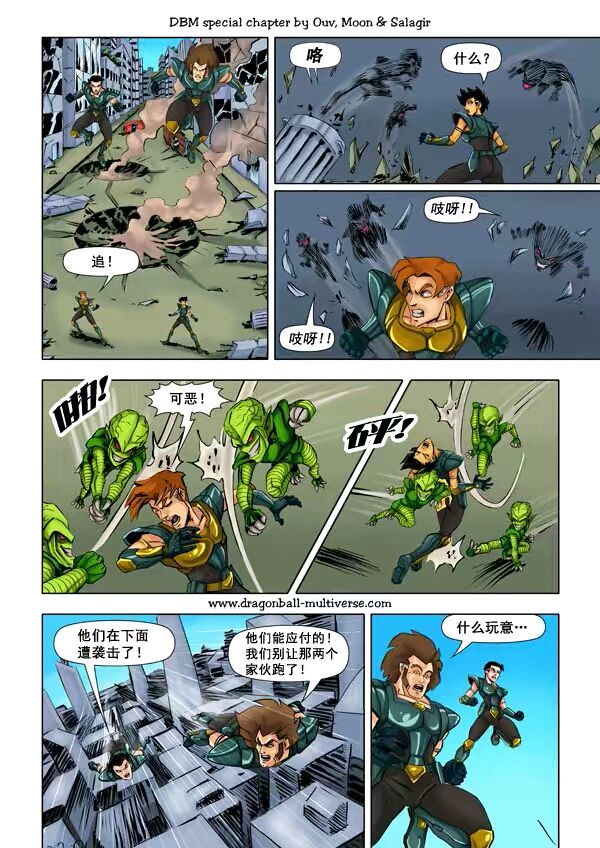 DBM special chapter by Ouv, Moon & Salagir
追！
咯
什么？
吱呀!!
吱呀!!
啪!
可恶！
砰!
www.dragonball-multiverse.com
他们在下面
遭袭击了！
他们能应付的！
我们别让那两个
家伙跑了！
什么玩意…